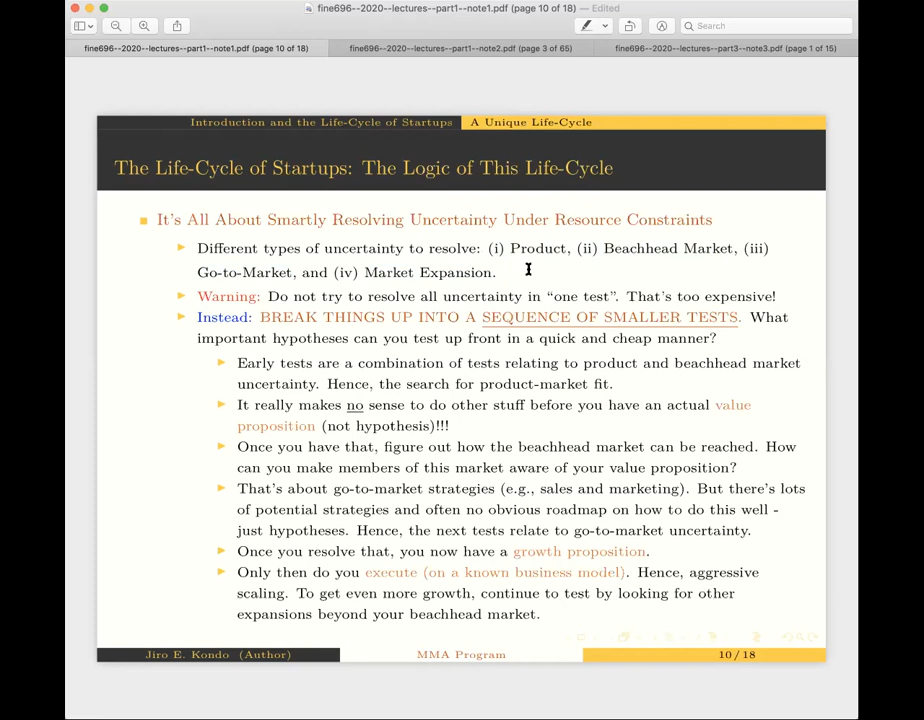 fine696--2020--lectures--part1--note1.pdf (page 10 of 18) — Edited
Search
fine696--2020--lectures--part1--note1.pdf (page 10 of 18)
fine696--2020--lectures--part1--note2.pdf (page 3 of 65)
fine696--2020--lectures--part3--note3.pdf (page 1 of 15)
Introduction and the Life-Cycle of Startups
A Unique Life-Cycle
The Life-Cycle of Startups: The Logic of This Life-Cycle
It's All About Smartly Resolving Uncertainty Under Resource Constraints
Different types of uncertainty to resolve: (i) Product, (ii) Beachhead Market, (iii)
Go-to-Market, and (iv) Market Expansion.
Warning: Do not try to resolve all uncertainty in “one test”. That's too expensive!
Instead: BREAK THINGS UP INTO A SEQUENCE OF SMALLER TESTS. What
important hypotheses can you test up front in a quick and cheap manner?
Early tests are a combination of tests relating to product and beachhead market
uncertainty. Hence, the search for product-market fit.
It really makes no sense to do other stuff before you have an actual value
proposition (not hypothesis)!!!
Once you have that, figure out how the beachhead market can be reached. How
can you make members of this market aware of your value proposition?
That's about go-to-market strategies (e.g., sales and marketing). But there's lots
of potential strategies and often no obvious roadmap on how to do this well -
just hypotheses. Hence, the next tests relate to go-to-market uncertainty.
Once you resolve that, you now have a growth proposition.
Only then do you execute (on a known business model). Hence, aggressive
scaling. To get even more growth, continue to test by looking for other
expansions beyond your beachhead market.
Jiro E. Kondo (Author)
MMA Program
10 / 18